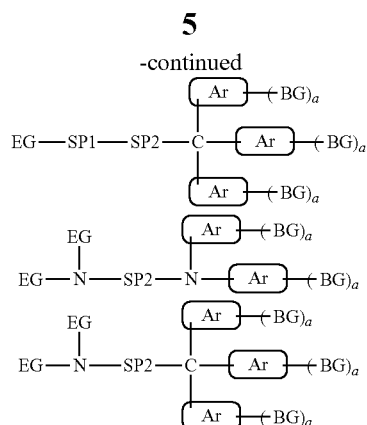 5
-continued
Ar —( BG)a
EG—SP1—SP2—C—Ar—( BG)a
Ar —( BG)a
EG Ar —( BG)a
EG—N—SP2—N—Ar—( BG)a
EG Ar —( BG)a
EG—N—SP2—C—Ar—( BG)a
Ar —( BG)a